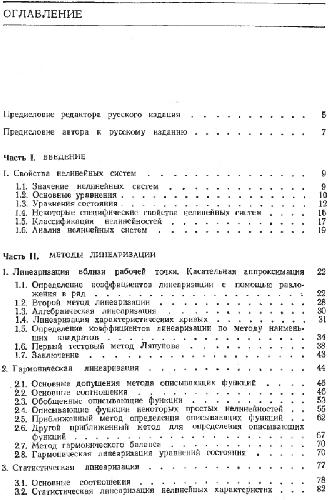 ОГЛАВЛЕНИЕ
Предисловие редактора русского издания . . . . . . . . . . . 5
Предисловие автора к русскому изданию . . . . . . . . . . . 7
Часть I. ВВЕДЕНИЕ
1. Свойства нелинейных систем . . . . . . . . . . . 9
1.1. Значение нелинейных систем . . . . . . . . . . 9
1.2. Основные уравнения . . . . . . . . . . 10
1.3. Уравнения состояния . . . . . . . . . . 12
1.4. Некоторые специфические свойства нелинейных систем . . 16
1.5. Классификация нелинейностей . . . . . . . . 17
1.6. Анализ нелинейных систем . . . . . . . . 19
Часть II. МЕТОДЫ ЛИНЕАРИЗАЦИИ
1. Линеаризация вблизи рабочей точки. Касательная аппроксимация 22
1.1. Определение коэффициентов линеаризации с помощью разло-
жения в ряд . . . . . . . . . . 22
1.2. Второй метод линеаризации . . . . . . . . 28
1.3. Алгебраическая линеаризация . . . . . . . . 30
1.4. Линеаризация характеристических кривых . . . . . 31
1.5. Определение коэффициентов линеаризации по методу наимень-
ших квадратов . . . . . . . . . . 34
1.6. Первый тестовый метод Ляпунова . . . . . . . 38
1.7. Заключение . . . . . . . . . . 43
2. Гармоническая линеаризация . . . . . . . . . . 44
2.1. Основные допущения метода описывающих функций . . . 45
2.2. Основные соотношения . . . . . . . . . . 46
2.3. Обобщенные описывающие функции . . . . . . . 53
2.4. Описывающие функции некоторых простых нелинейностей . . 55
2.5. Приближенный метод определения описывающих функций . . 62
2.6. Другой приближенный метод для определения описывающих
функций . . . . . . . . . . 67
2.7. Метод гармонического баланса . . . . . . . . 70
2.8. Гармоническая линеаризация уравнений состояния . . . . 70
3. Статистическая линеаризация . . . . . . . . . . 77
3.1. Основные соотношения . . . . . . . . . . 78
3.2. Статистическая линеаризация нелинейных характеристик . . 82